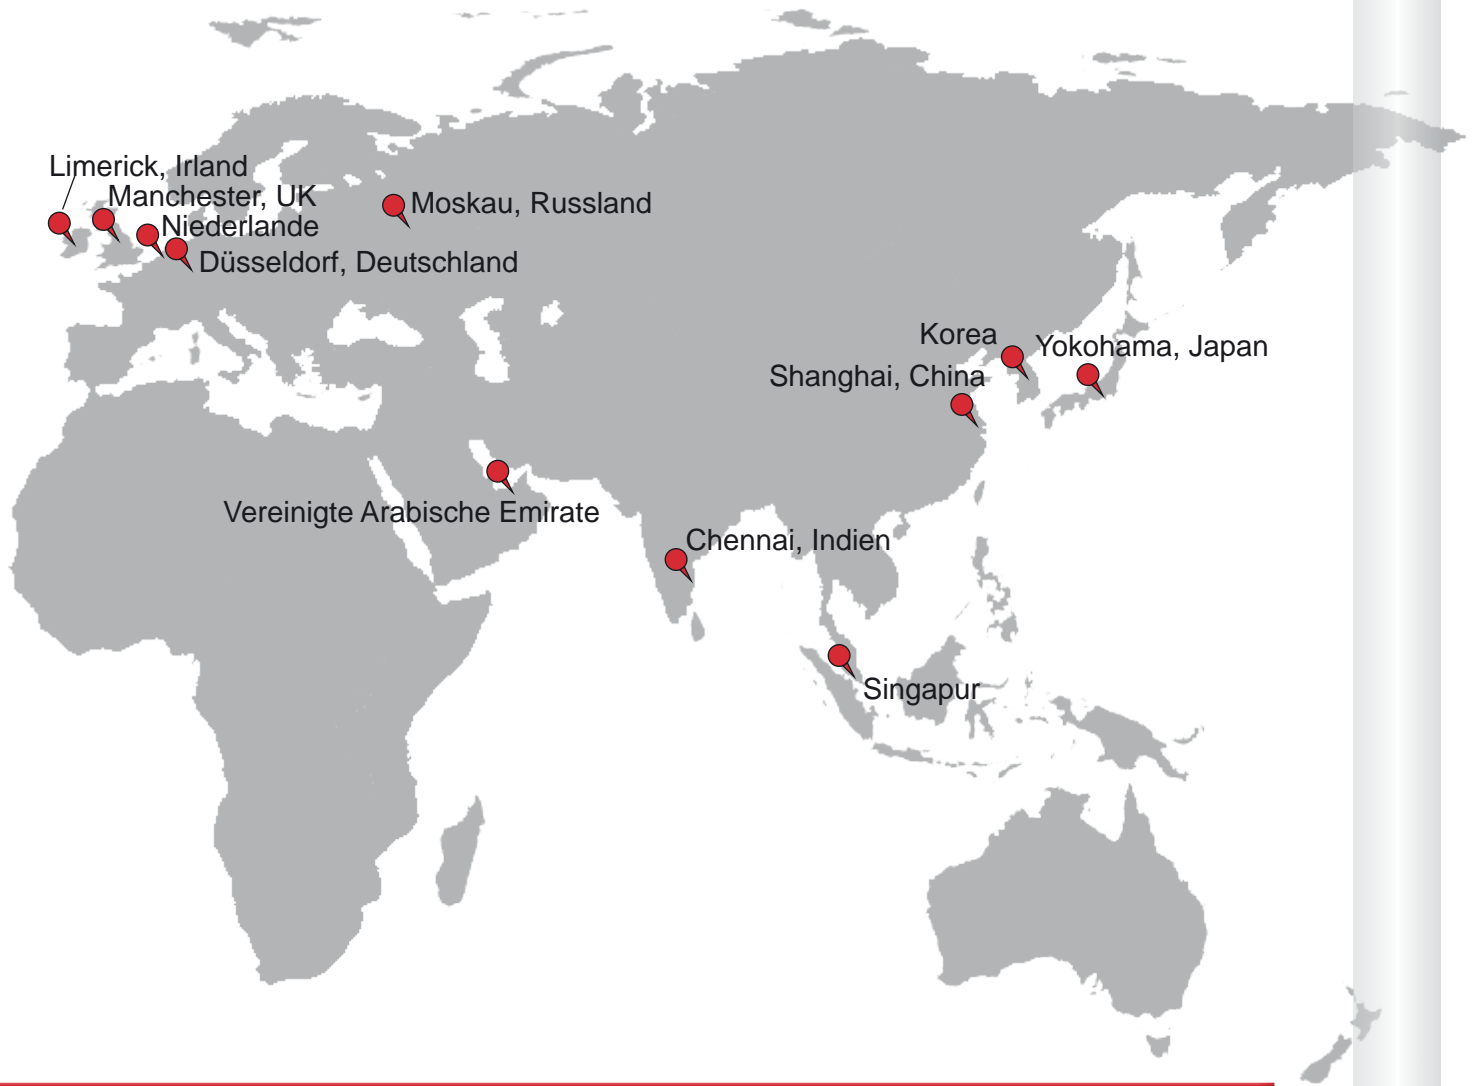 Limerick, Irland
Manchester, UK
Moskau, Russland
Niederlande
Düsseldorf, Deutschland
Korea
Yokohama, Japan
Shanghai, China
Vereinigte Arabische Emirate
Chennai, Indien
Singapur